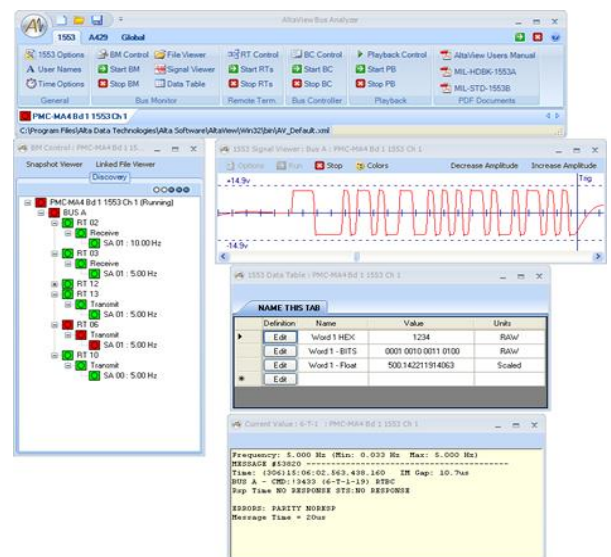 AltaView Bus Analyzer
1553 A429 Global
1553 Options BM Control File Viewer RT Control BC Control Playback Control AltaView Users Manual
User Names Start BM Signal Viewer Start RTs Start BC Start PB MIL-HDBK-1553A
Time Options Stop BM Data Table Stop RTs Stop BC Stop PB MIL-STD-1553B
General Bus Monitor Remote Term. Bus Controller Playback PDF Documents
PMC-MA4 Bd 1 1553 Ch 1
C:\Program Files\Alta Data Technologies\Alta Software\AltaView\Win32\bin\AV_Default.xml
BM Control : PMC-MA4 Bd 1 15...
Snapshot Viewer Linked File Viewer
Discovery
PMC-MA4 Bd 1 1553 Ch 1 (Running)
BUS A
RT 02
Receive
SA 01 : 10.00 Hz
RT 03
Receive
SA 01 : 5.00 Hz
RT 12
RT 13
Transmit
SA 01 : 5.00 Hz
RT 06
Transmit
SA 01 : 5.00 Hz
RT 10
Transmit
SA 00 : 5.00 Hz
1553 Signal Viewer : Bus A : PMC-MA4 Bd 1 1553 Ch 1
Options Run Stop Colors Decrease Amplitude Increase Amplitude
+14.9v
Trig
-14.9v
1553 Data Table : PMC-MA4 Bd 1 1553 Ch 1
NAME THIS TAB
Definition Name Value Units
Edit Word 1 HEX 1234 RAW
Edit Word 1 - BITS 0001 0010 0011 0100 RAW
Edit Word 1 - Float 500.142211914063 Scaled
Edit
Current Value : 6-T-1 : PMC-MA4 Bd 1 1553 Ch 1
Frequency: 5.000 Hz (Min: 0.033 Hz Max: 5.000 Hz)
MESSAGE #53820 ----------------------------------------
Time: (306)15:06:02.563.438.160 IM Gap: 10.7us
BUS A - CMD:!3433 (6-T-1-19) RTBC
Rsp Time NO RESPONSE STS:NO RESPONSE
ERRORS: PARITY NORESP
Message Time = 20us